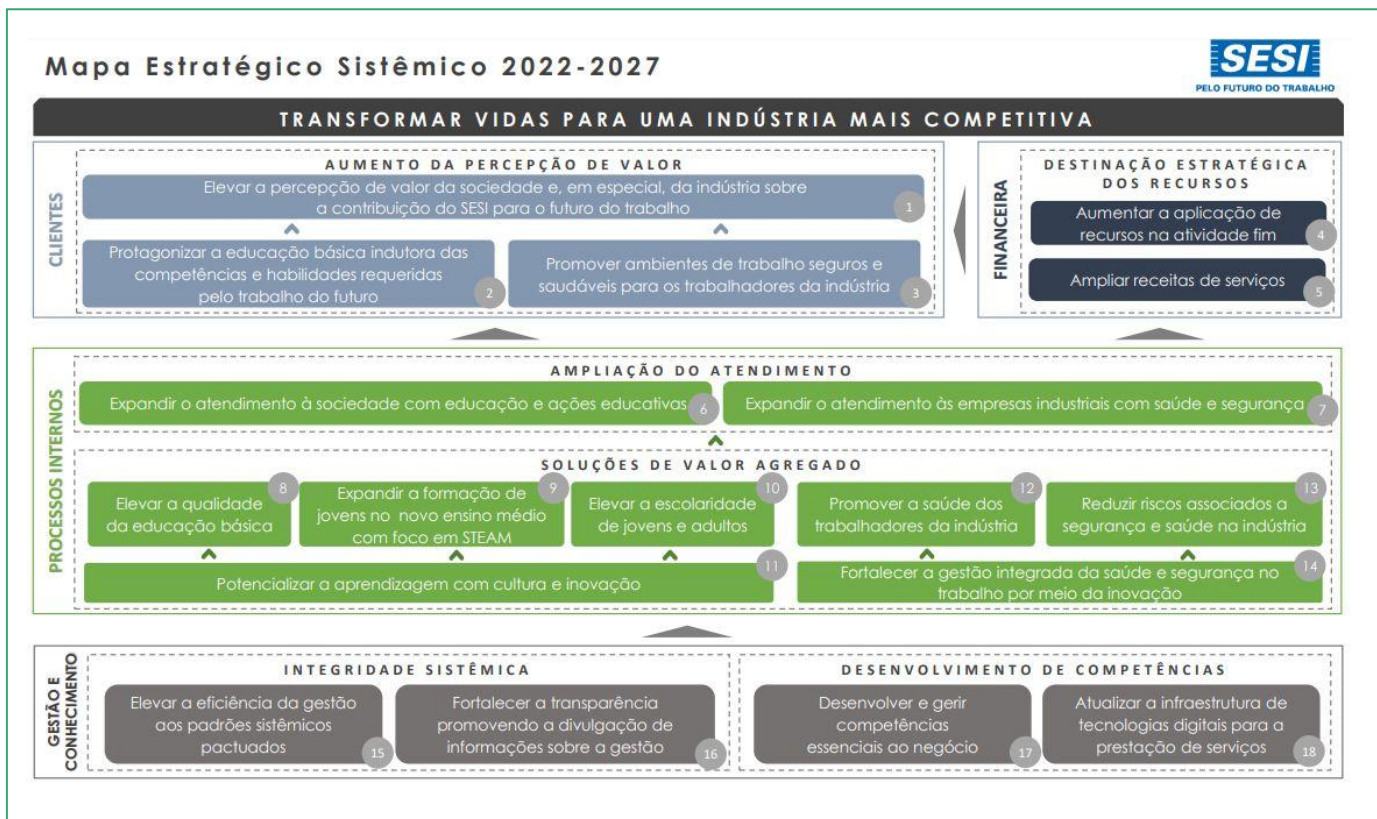 Mapa Estratégico Sistêmico 2022-2027
SESI
PELO FUTURO DO TRABALHO
TRANSFORMAR VIDAS PARA UMA INDÚSTRIA MAIS COMPETITIVA
CLIENTES
AUMENTO DA PERCEPÇÃO DE VALOR
Elevar a percepção de valor da sociedade e, em especial, da indústria sobre
a contribuição do SESI para o futuro do trabalho
1
Protagonizar a educação básica indutora das
competências e habilidades requeridas
pelo trabalho do futuro
2
Promover ambientes de trabalho seguros e
saudáveis para os trabalhadores da indústria
3
FINANCEIRA
DESTINAÇÃO ESTRATÉGICA
DOS RECURSOS
Aumentar a aplicação de
recursos na atividade fim
4
Ampliar receitas de serviços
5
PROCESSOS INTERNOS
AMPLIAÇÃO DO ATENDIMENTO
Expandir o atendimento à sociedade com educação e ações educativas
6
Expandir o atendimento às empresas industriais com saúde e segurança
7
SOLUÇÕES DE VALOR AGREGADO
Elevar a qualidade
da educação básica
8
Expandir a formação de
jovens no novo ensino médio
com foco em STEAM
9
Elevar a escolaridade
de jovens e adultos
10
Promover a saúde dos
trabalhadores da indústria
12
Reduzir riscos associados a
segurança e saúde na indústria
13
Potencializar a aprendizagem com cultura e inovação
11
Fortalecer a gestão integrada da saúde e segurança no
trabalho por meio da inovação
14
GESTÃO E
CONHECIMENTO
INTEGRIDADE SISTÊMICA
Elevar a eficiência da gestão
aos padrões sistêmicos
pactuados
15
Fortalecer a transparência
promovendo a divulgação de
informações sobre a gestão
16
DESENVOLVIMENTO DE COMPETÊNCIAS
Desenvolver e gerir
competências
essenciais ao negócio
17
Atualizar a infraestrutura de
tecnologias digitais para a
prestação de serviços
18